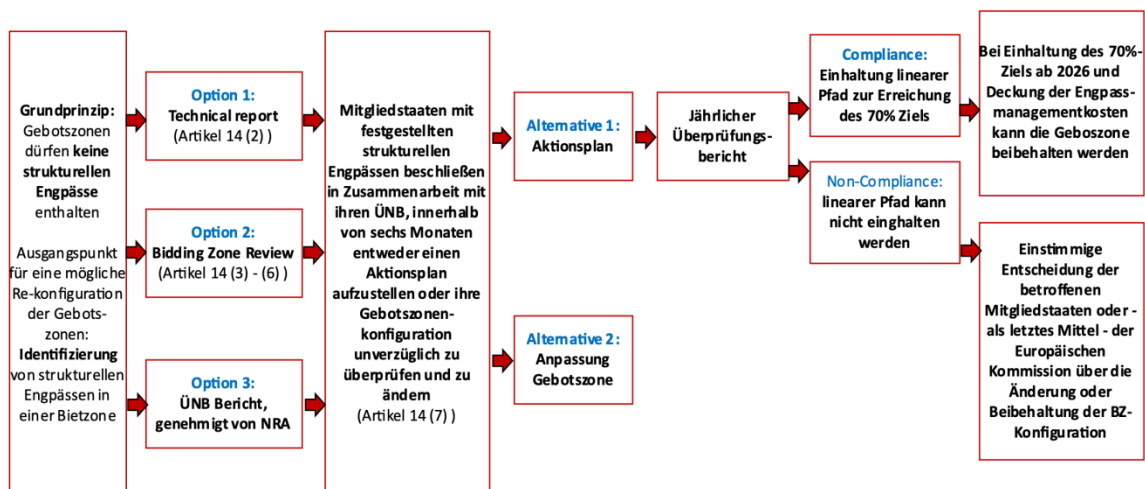 Grundprinzip:
Gebotszonen
dürfen keine
strukturellen
Engpässe
enthalten
Ausgangspunkt
für eine mögliche
Re-konfiguration
der Gebots-
zonen:
Identifizierung
von strukturellen
Engpässen in
einer Bietzone
Option 1:
Technical report
(Artikel 14 (2) )
Option 2:
Bidding Zone Review
(Artikel 14 (3) - (6) )
Option 3:
ÜNB Bericht,
genehmigt von NRA
Mitgliedstaaten mit
festgestellten
strukturellen
Engpässen beschließen
in Zusammenarbeit mit
ihren ÜNB, innerhalb
von sechs Monaten
entweder einen
Aktionsplan
aufzustellen oder ihre
Gebotszonen-
konfiguration
unverzüglich zu
überprüfen und zu
ändern
(Artikel 14 (7) )
Alternative 1:
Aktionsplan
Alternative 2:
Anpassung
Gebotszone
Jährlicher
Überprüfungs-
bericht
Compliance:
Einhaltung linearer
Pfad zur Erreichung
des 70% Ziels
Non-Compliance:
linearer Pfad kann
nicht einghalten
werden
Bei Einhaltung des 70%-
Ziels ab 2026 und
Deckung der Engpass-
managementkosten
kann die Geboszone
beibehalten werden
Einstimmige
Entscheidung der
betroffenen
Mitgliedstaaten oder -
als letztes Mittel - der
Europäischen
Kommission über die
Änderung oder
Beibehaltung der BZ-
Konfiguration